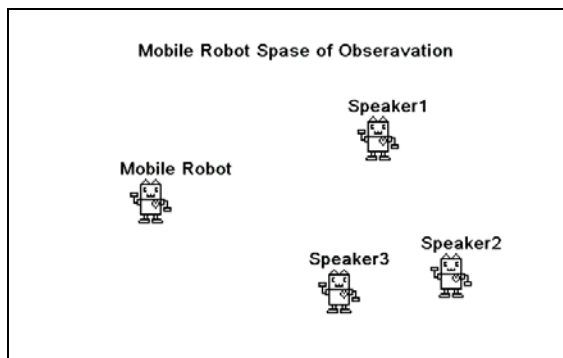 Mobile Robot Spase of Obseravation
Speaker1
Mobile Robot
Speaker2
Speaker3